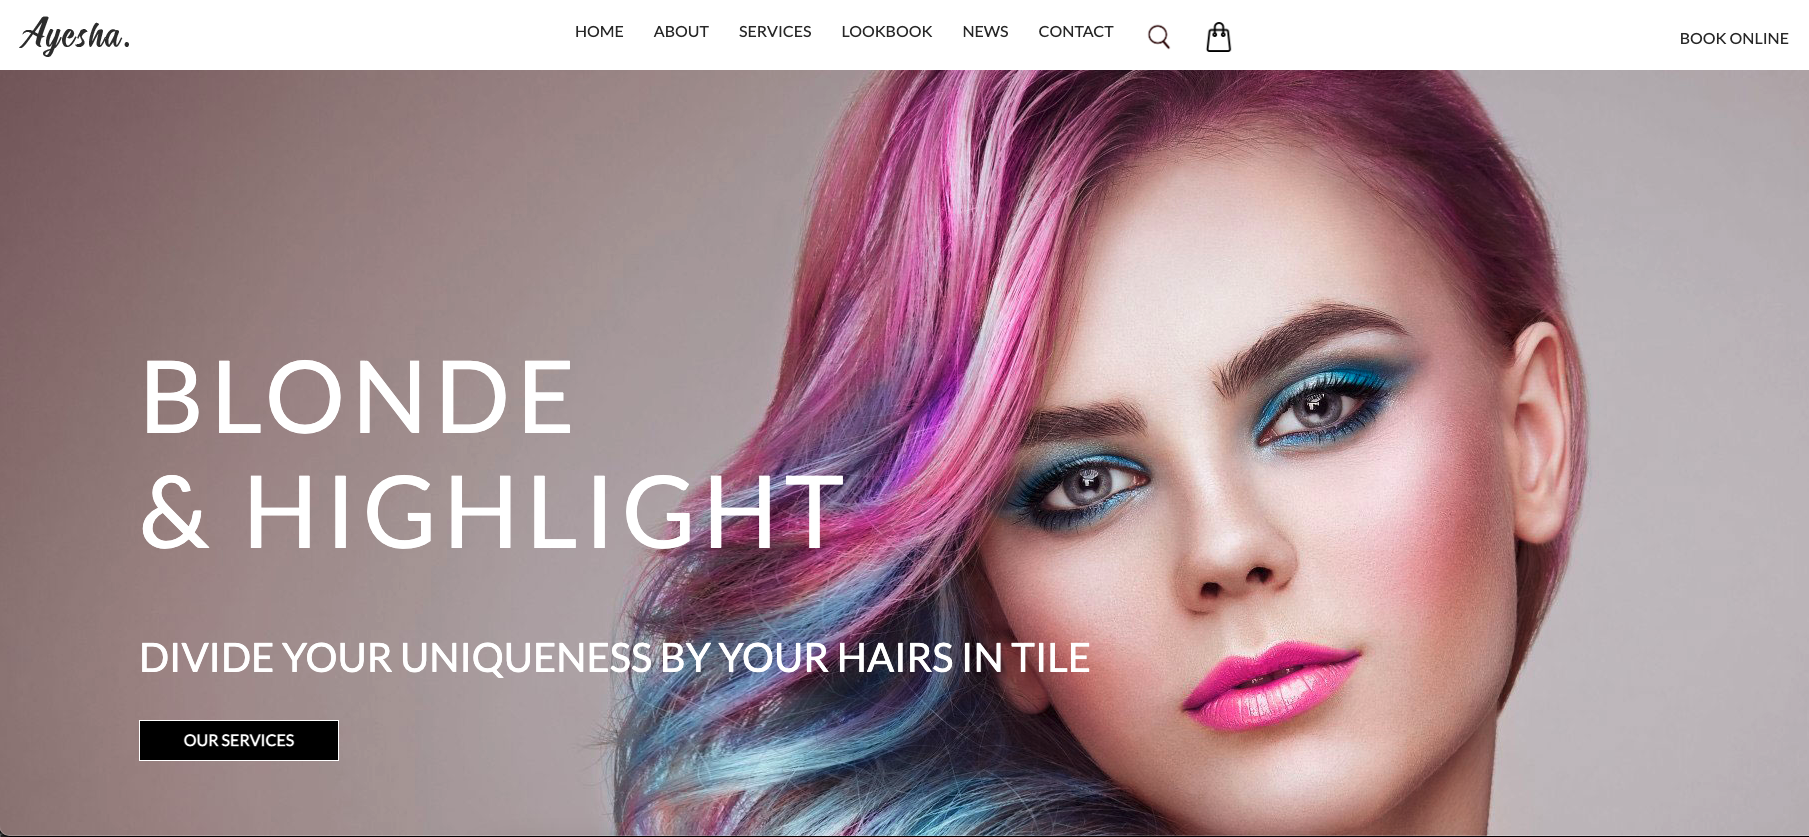 Ayesha.
HOME ABOUT SERVICES LOOKBOOK NEWS CONTACT
BOOK ONLINE
BLONDE
& HIGHLIGHT
DIVIDE YOUR UNIQUENESS BY YOUR HAIRS IN TILE
OUR SERVICES